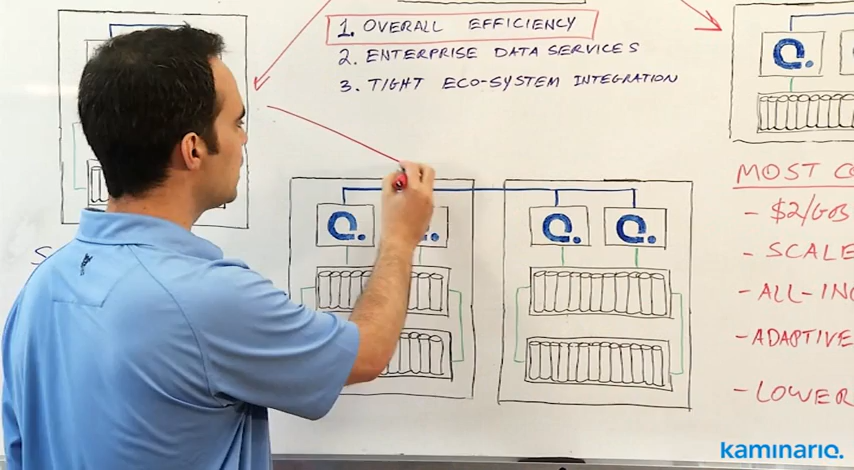 1. OVERALL EFFICIENCY
2. ENTERPRISE DATA SERVICES
3. TIGHT ECO-SYSTEM INTEGRATION
MOST
- $2/GB
- SCALE
- ALL-IN
- ADAPTIVE
- LOWER
kaminario.